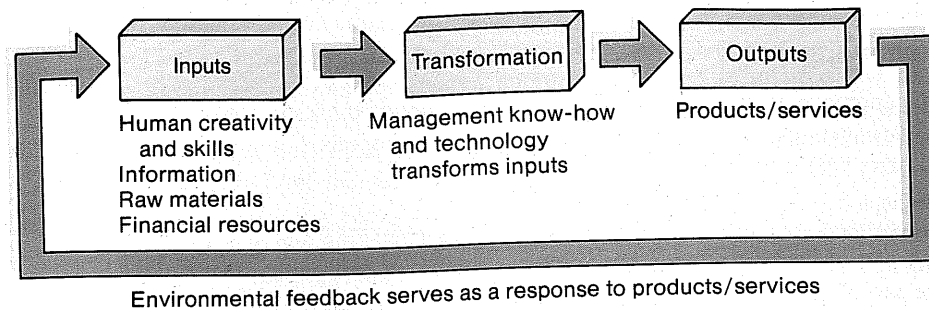 Inputs
Transformation
Outputs
Human creativity
and skills
Information
Raw materials
Financial resources
Management know-how
and technology
transforms inputs
Products/services
Environmental feedback serves as a response to products/services